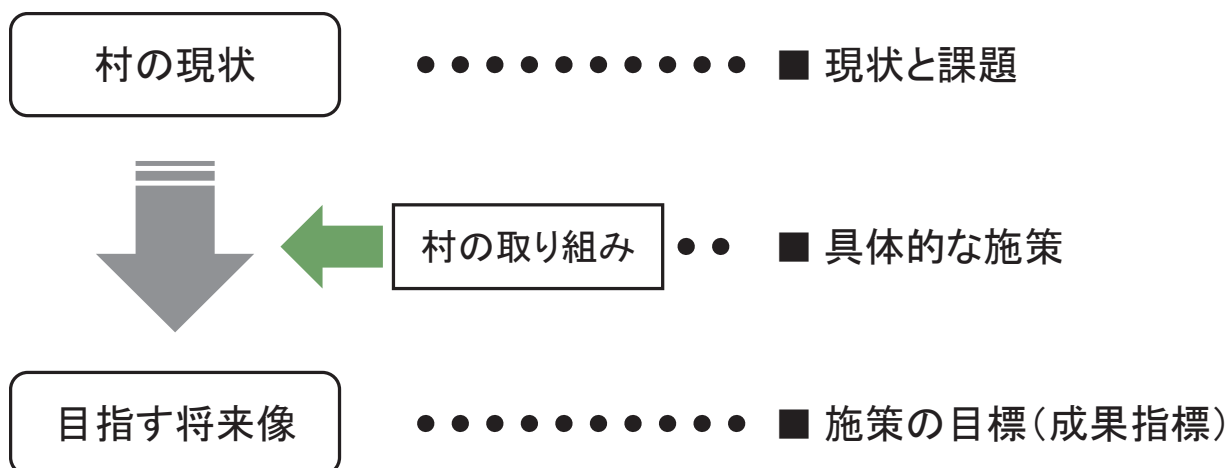 村の現状 ■ 現状と課題
村の取り組み ■ 具体的な施策
目指す将来像 ■ 施策の目標（成果指標）